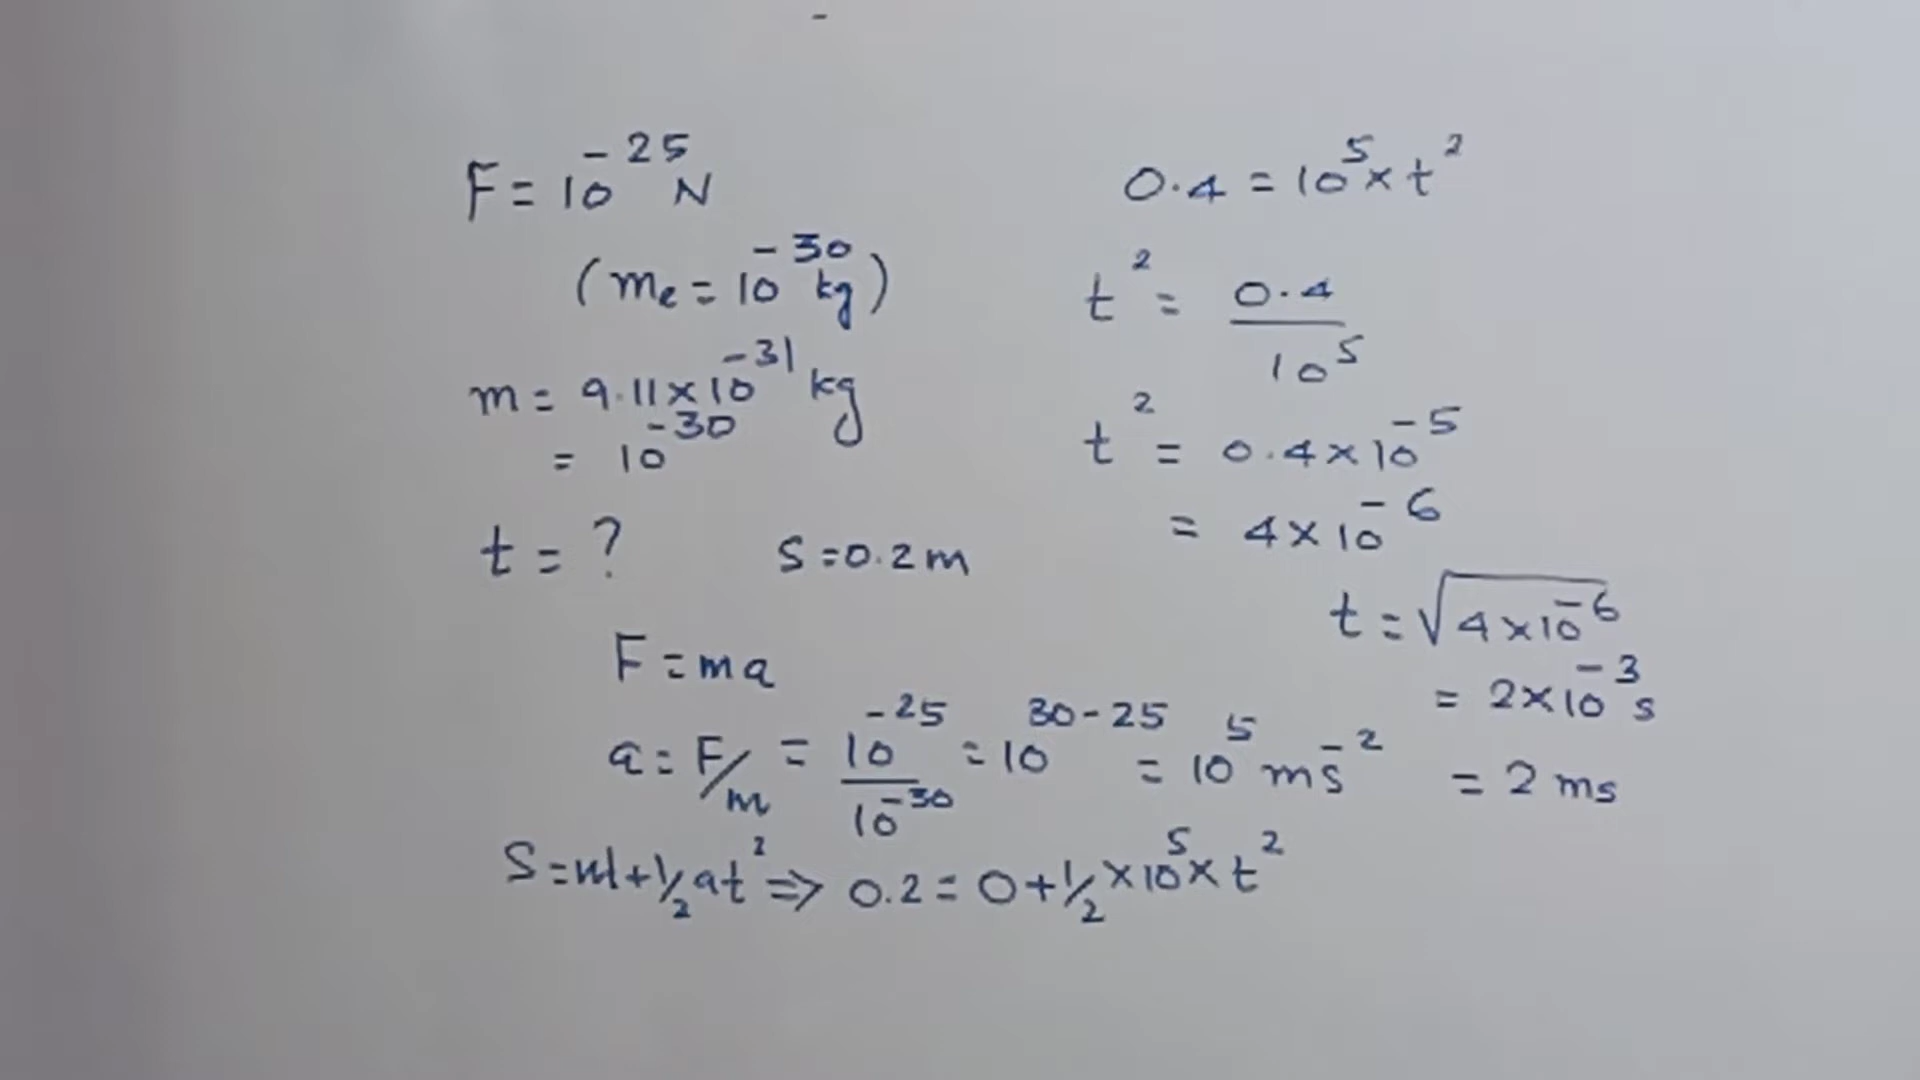 F = 10⁻²⁵ N
(mₑ = 10⁻³⁰ kg)
m = 9.11 × 10⁻³¹ kg
= 10⁻³⁰
t = ? S = 0.2 m
F = ma
a = F/m = 10⁻²⁵/10⁻³⁰ = 10³⁰⁻²⁵ = 10⁵ ms⁻²
S = ut + ½ at² ⇒ 0.2 = 0 + ½ × 10⁵ × t²
0.4 = 10⁵ × t²
t² = 0.4/10⁵
t² = 0.4 × 10⁻⁵
= 4 × 10⁻⁶
t = √(4 × 10⁻⁶)
= 2 × 10⁻³ s
= 2 ms